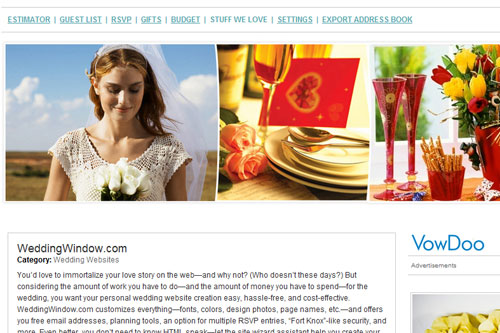 ESTIMATOR | GUEST LIST | RSVP | GIFTS | BUDGET | STUFF WE LOVE | SETTINGS | EXPORT ADDRESS BOOK
WeddingWindow.com
Category: Wedding Websites
You'd love to immortalize your love story on the web—and why not? (Who doesn't these days?) But
considering the amount of work you have to do—and the amount of money you have to spend—for the
wedding, you want your personal wedding website creation easy, hassle-free, and cost-effective.
WeddingWindow.com customizes everything—fonts, colors, design photos, page names, etc.—and offers
you free email addresses, planning tools, an option for multiple RSVP entries, "Fort Knox"-like security, and
more. Even better, you don't need to know HTML speak—let the site wizard assistant help you create your
VowDoo
Advertisements